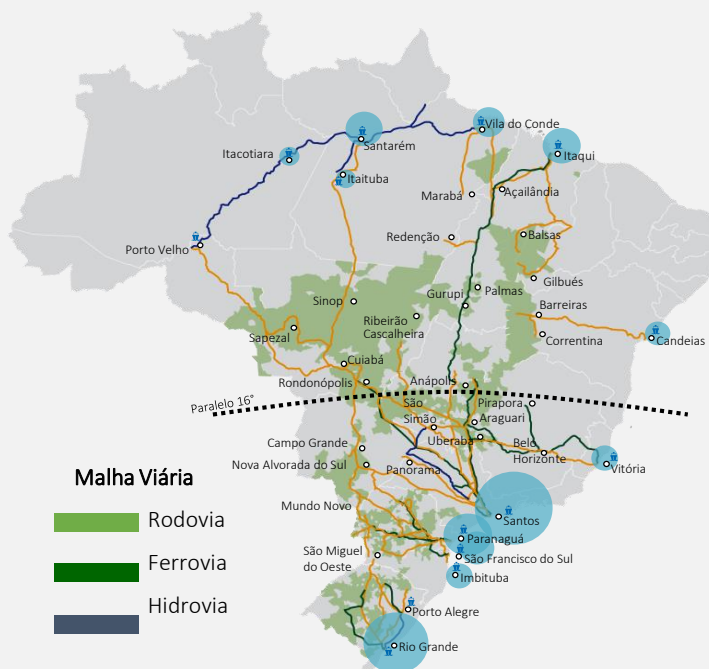 Vila do Conde
Santarém
Itacotiara
Itaqui
Itaituba
Açailândia
Marabá
Redenção
Balsas
Porto Velho
Gilbués
Palmas
Gurupi
Sinop
Barreiras
Ribeirão
Cascalheira
Sapezal
Correntina
Candeias
Cuiabá
Rondonópolis
Anápolis
Paralelo 16°
São
Simão
Pirapora
Araguari
Uberaba
Belo
Horizonte
Campo Grande
Nova Alvorada do Sul
Panorama
Vitória
Malha Viária
Mundo Novo
Santos
Rodovia
Paranaguá
São Miguel
do Oeste
São Francisco do Sul
Ferrovia
Imbituba
Hidrovia
Porto Alegre
Rio Grande